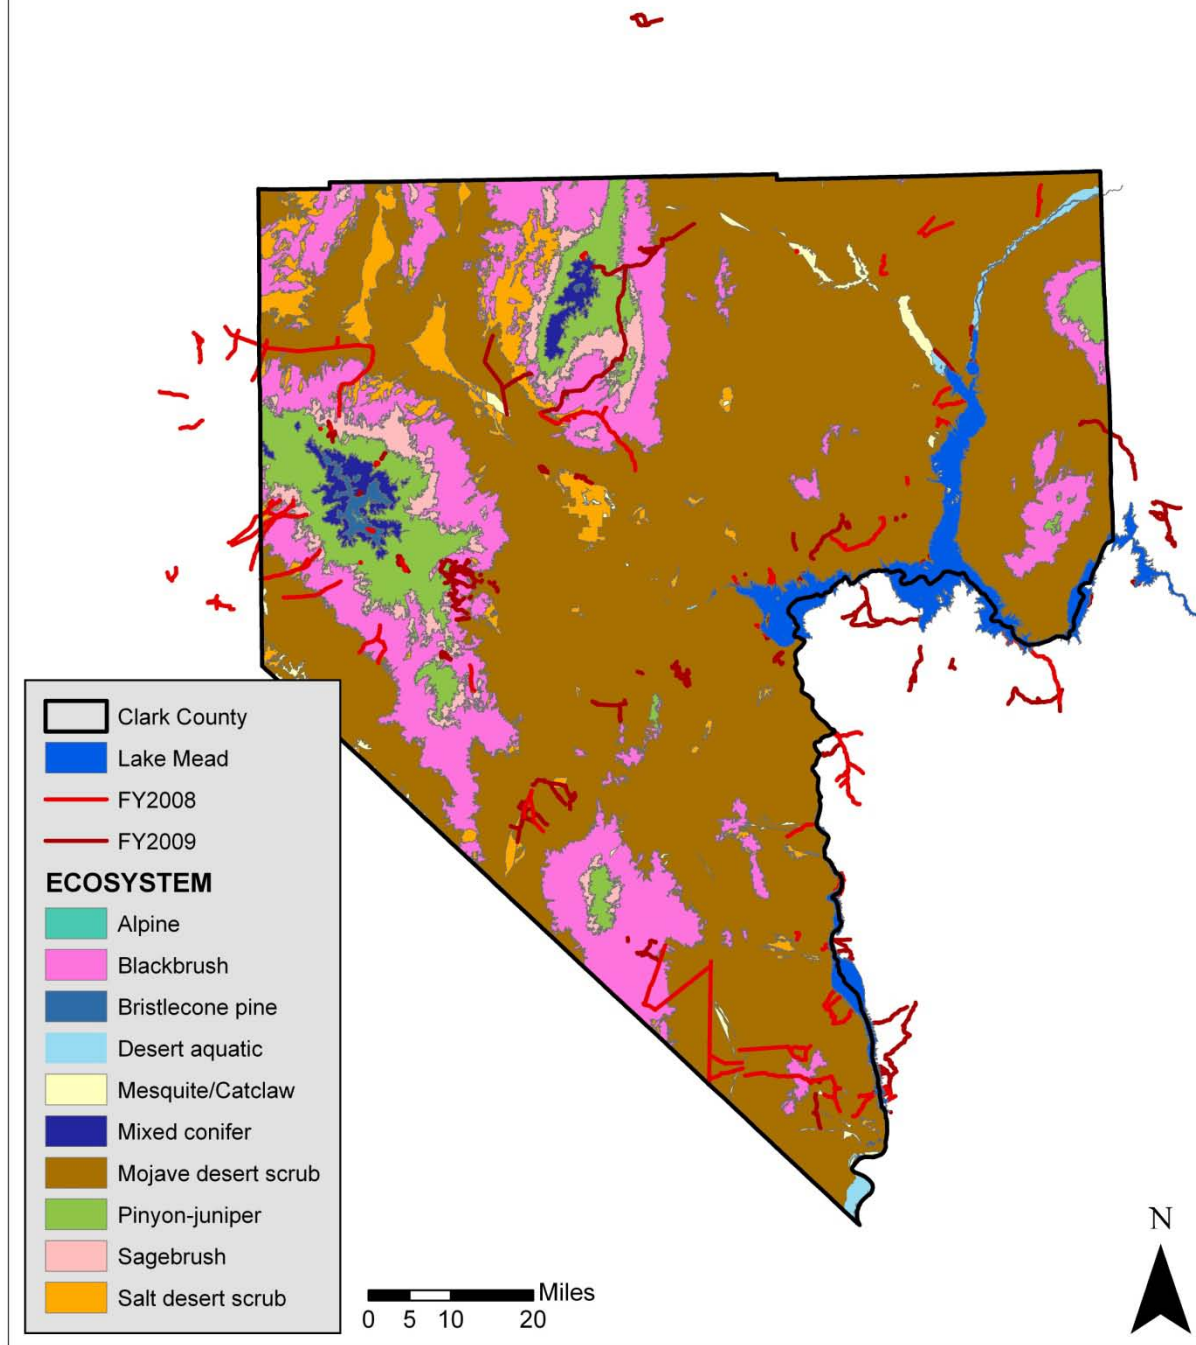 Clark County
Lake Mead
FY2008
FY2009
ECOSYSTEM
Alpine
Blackbrush
Bristlecone pine
Desert aquatic
Mesquite/Catclaw
Mixed conifer
Mojave desert scrub
Pinyon-juniper
Sagebrush
Salt desert scrub
Miles
0 5 10 20
N